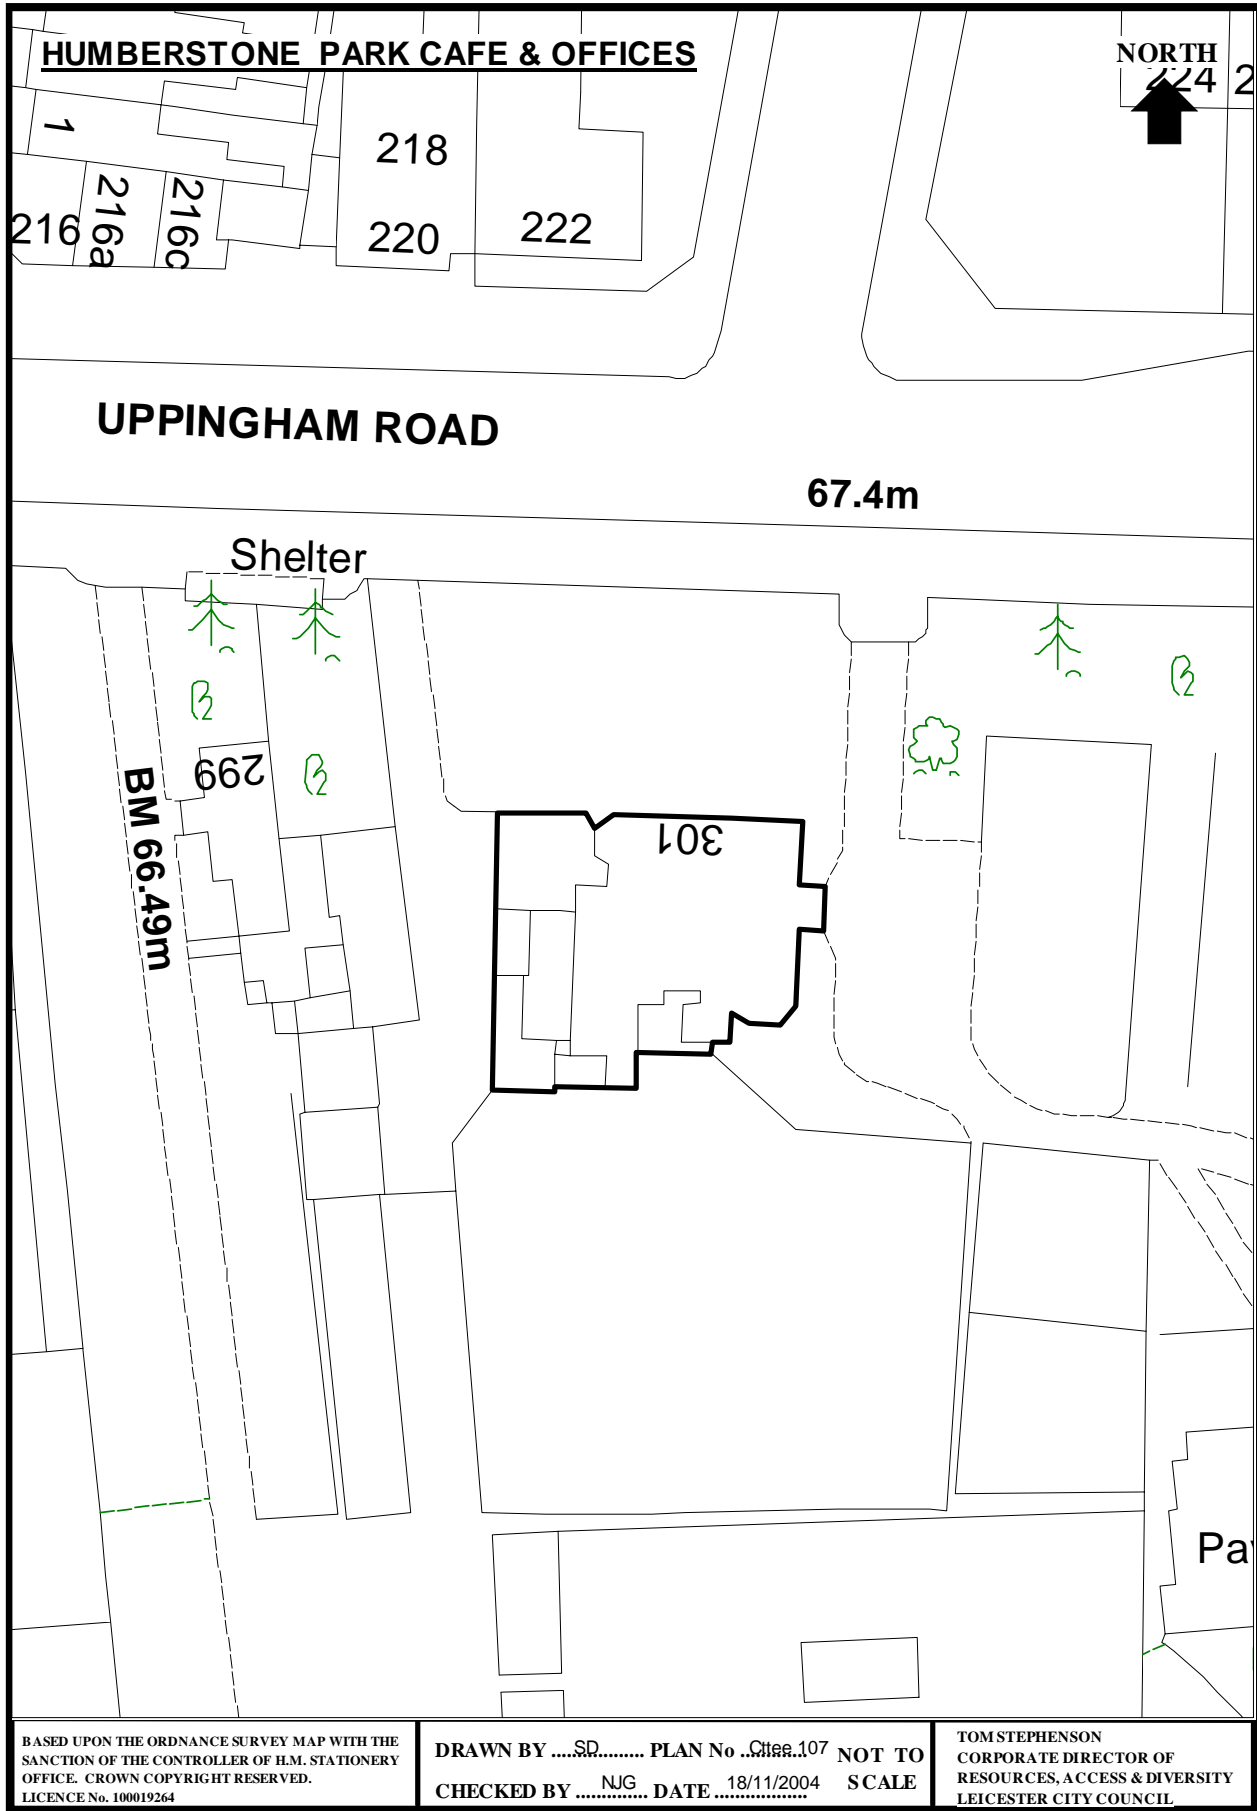 HUMBERSTONE PARK CAFE & OFFICES
NORTH
224 2
1
218
216
216a
216c
220
222
UPPINGHAM ROAD
67.4m
Shelter
299
BM 66.49m
301
Pav
BASED UPON THE ORDNANCE SURVEY MAP WITH THE
SANCTION OF THE CONTROLLER OF H.M. STATIONERY
OFFICE. CROWN COPYRIGHT RESERVED.
LICENCE No. 100019264
DRAWN BY ....SD......... PLAN No ..Cttee.107 NOT TO
CHECKED BY .....NJG.. DATE ..18/11/2004.. SCALE
TOM STEPHENSON
CORPORATE DIRECTOR OF
RESOURCES, ACCESS & DIVERSITY
LEICESTER CITY COUNCIL